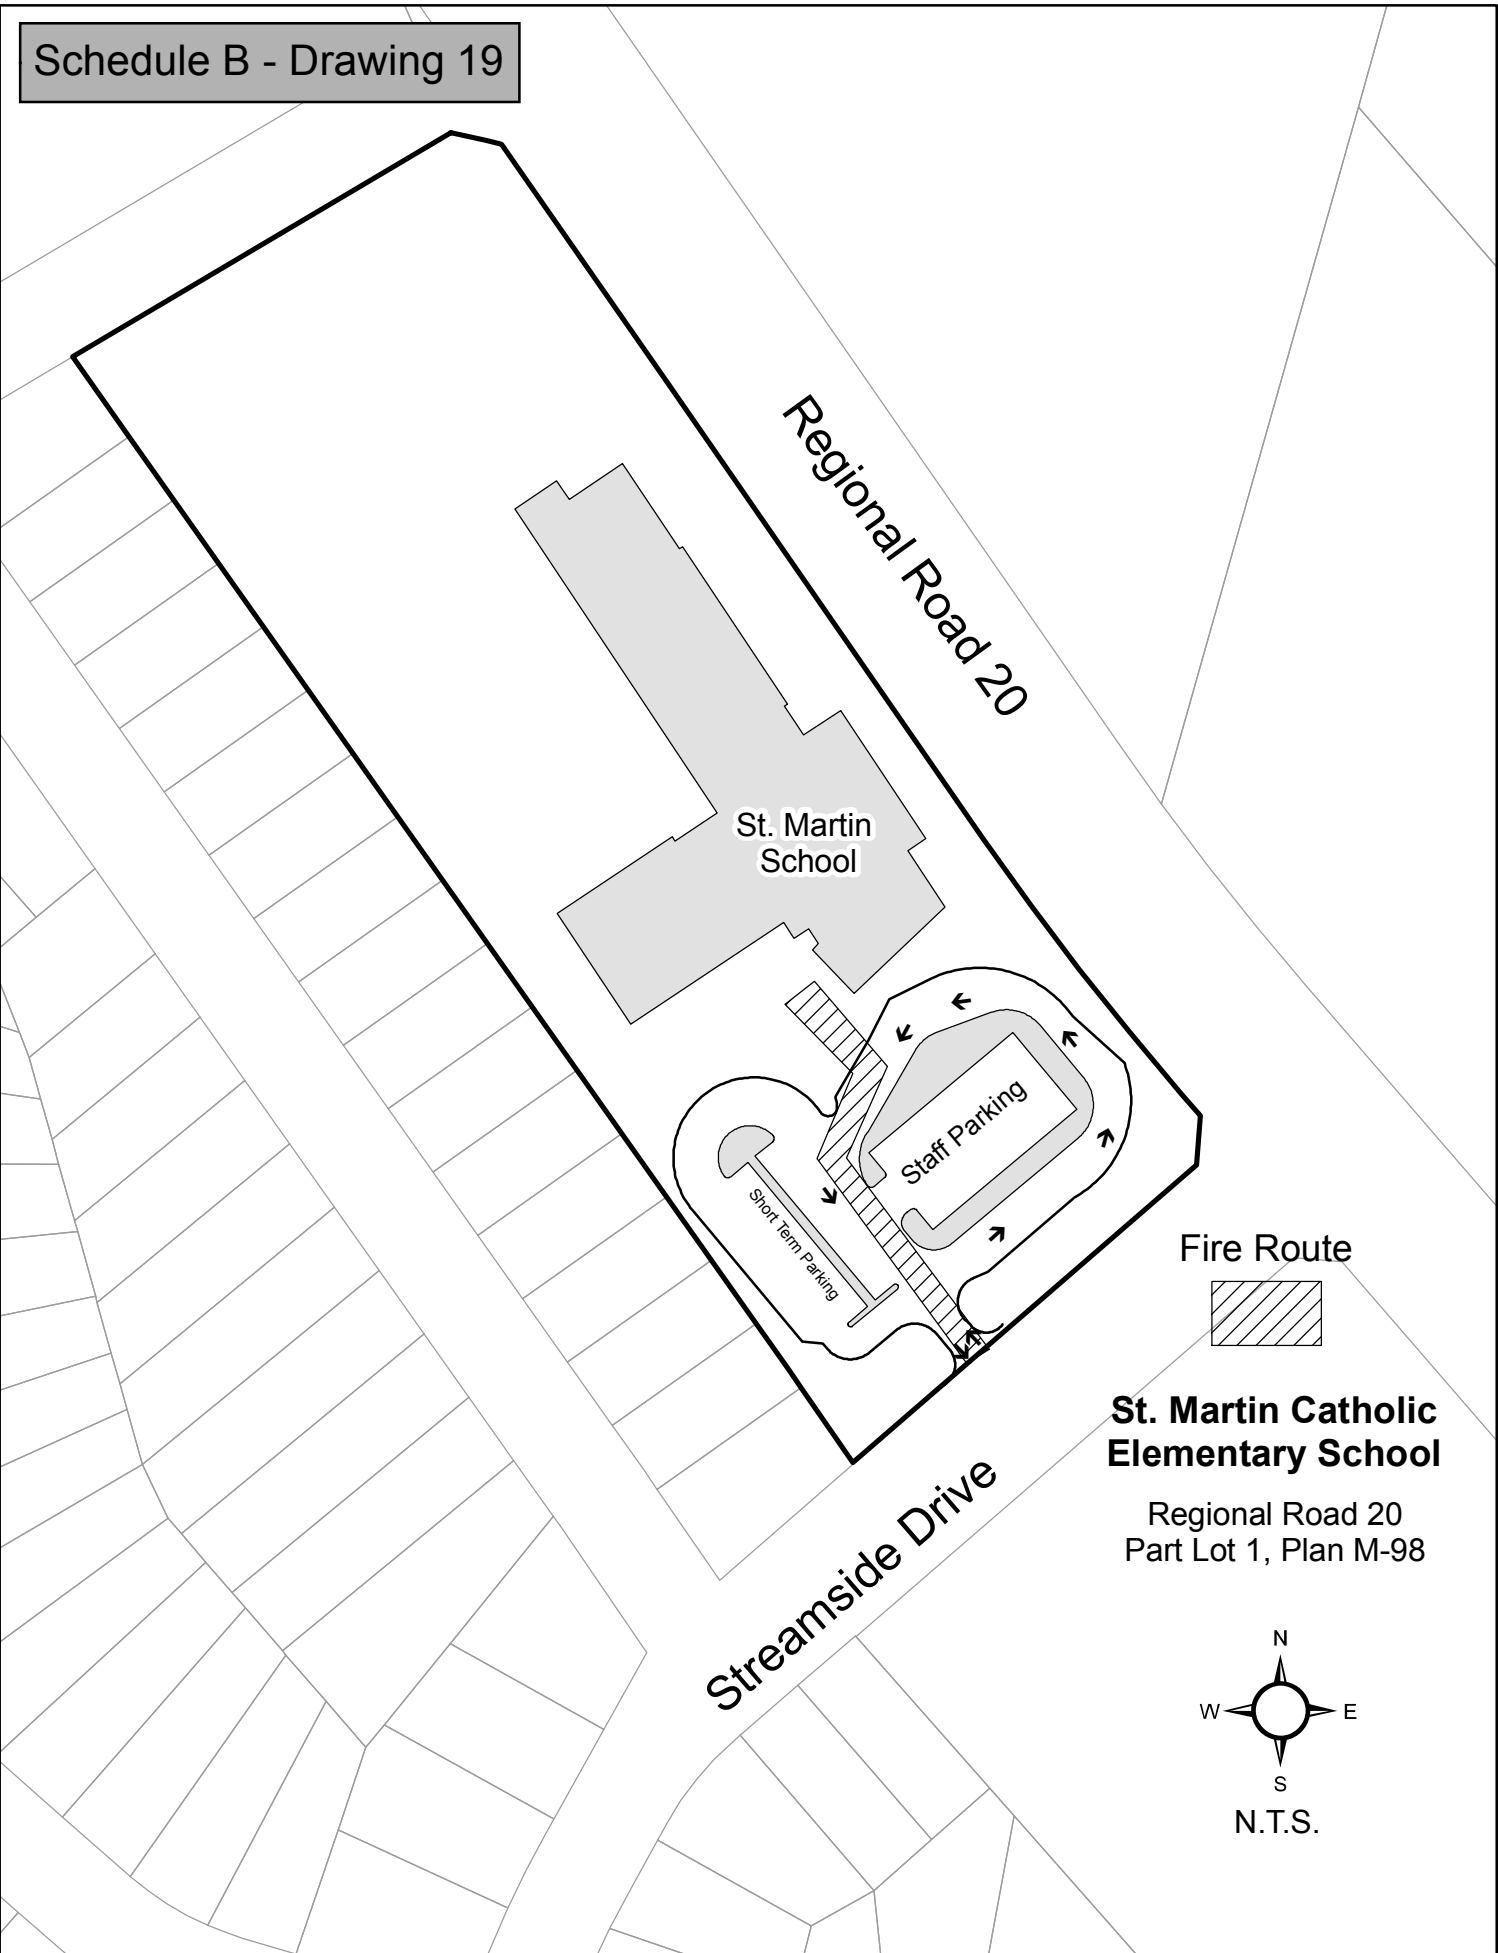 Schedule B - Drawing 19
Regional Road 20
St. Martin
School
Staff Parking
Short Term Parking
Fire Route
St. Martin Catholic
Elementary School
Regional Road 20
Part Lot 1, Plan M-98
Streamside Drive
N
W
E
S
N.T.S.